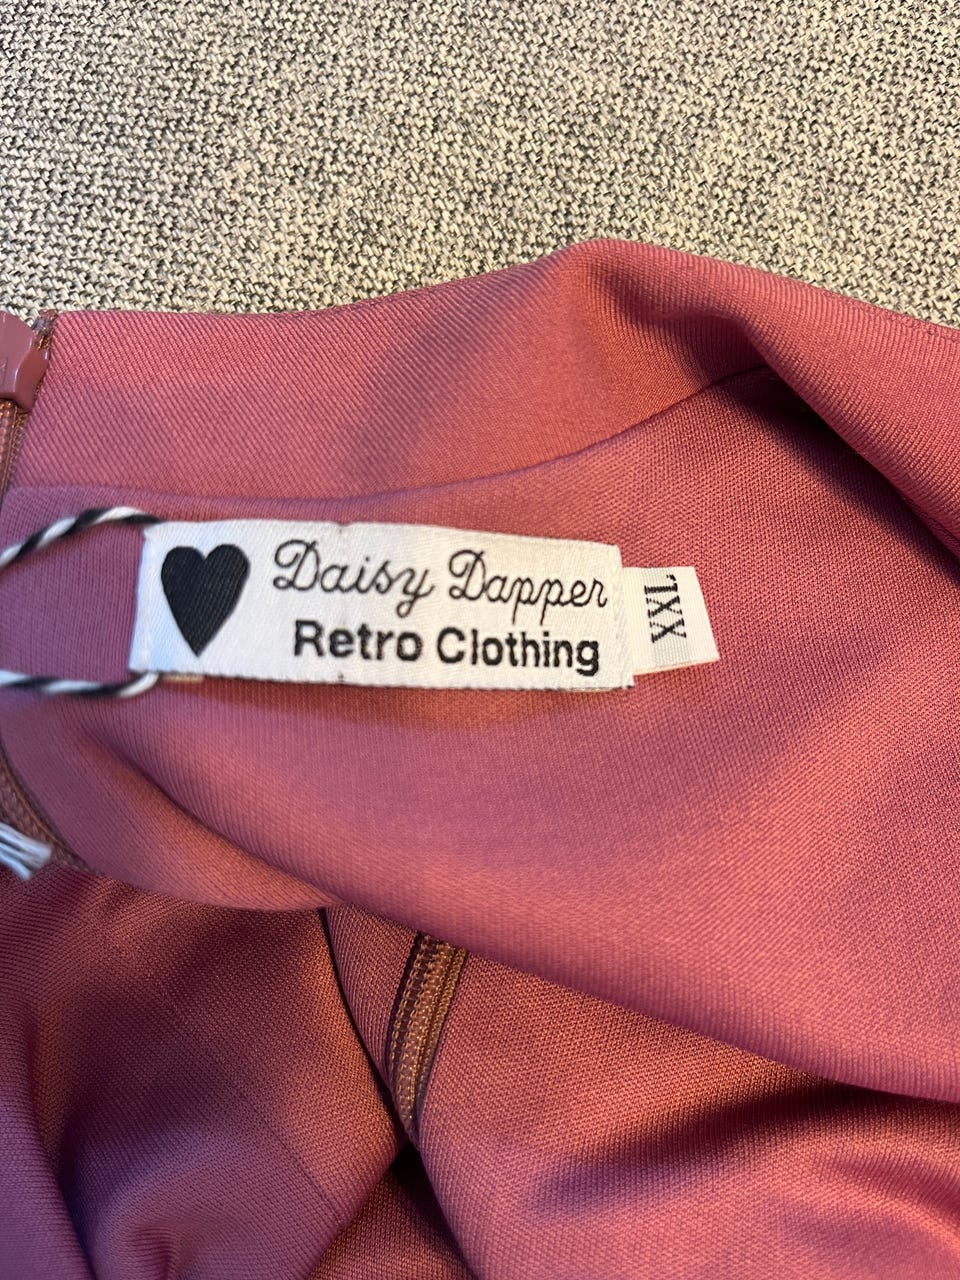 Daisy Dapper
Retro Clothing
XXL